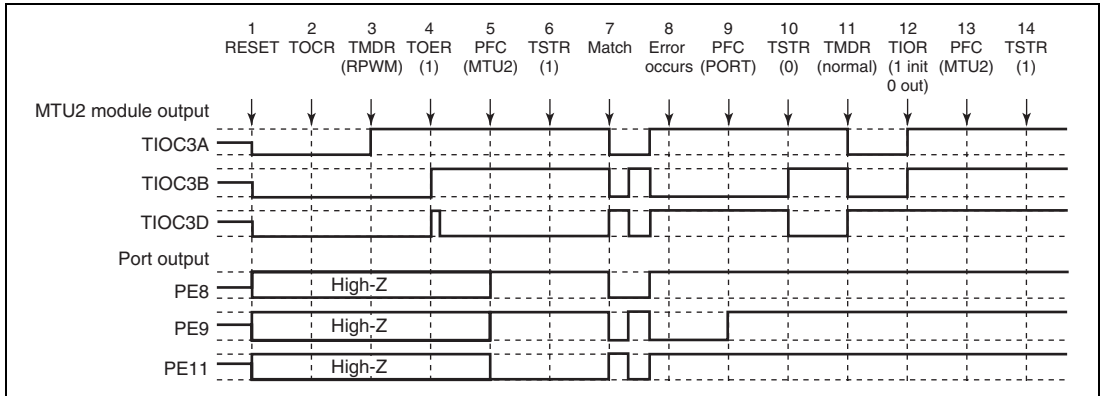 1 2 3 4 5 6 7 8 9 10 11 12 13 14
RESET TOCR TMDR TOER PFC TSTR Match Error PFC TSTR TMDR TIOR PFC TSTR
(RPWM) (1) (MTU2) (1) occurs (PORT) (0) (normal) (1 init (MTU2) (1)
0 out)
MTU2 module output
TIOC3A
TIOC3B
TIOC3D
Port output
PE8 High-Z
PE9 High-Z
PE11 High-Z